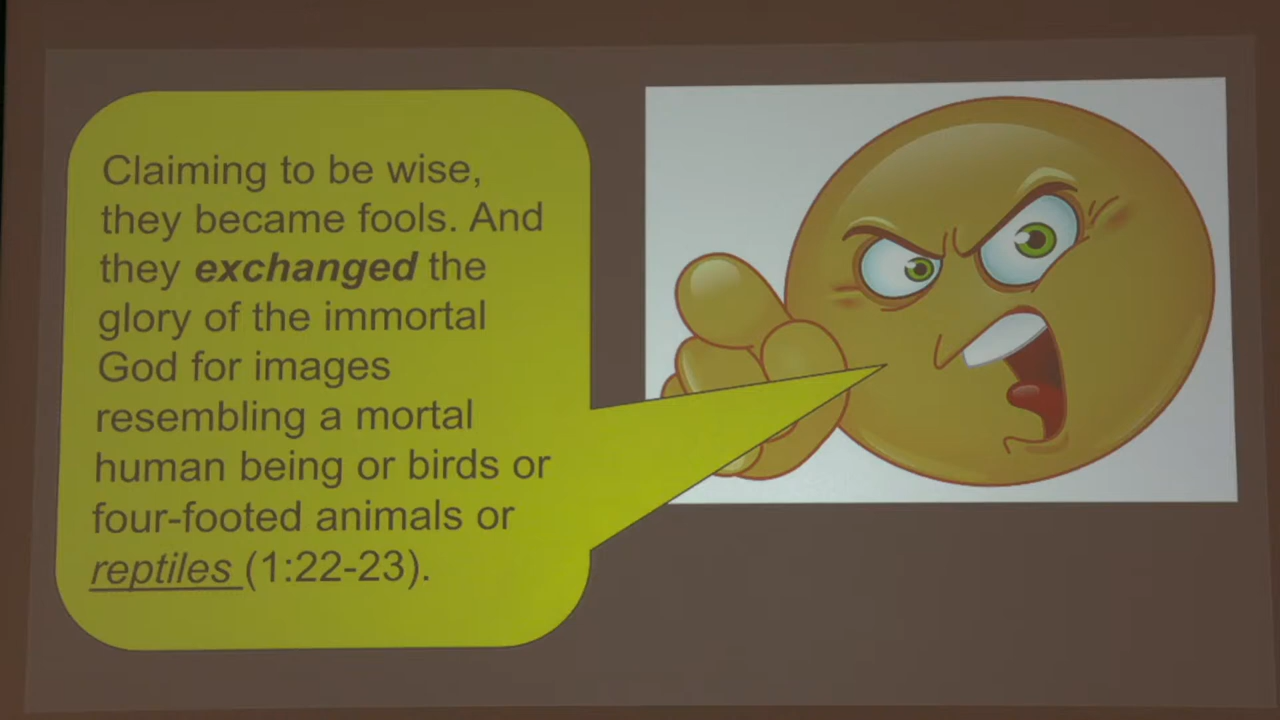 Claiming to be wise,
they became fools. And
they exchanged the
glory of the immortal
God for images
resembling a mortal
human being or birds or
four-footed animals or
reptiles (1:22-23).